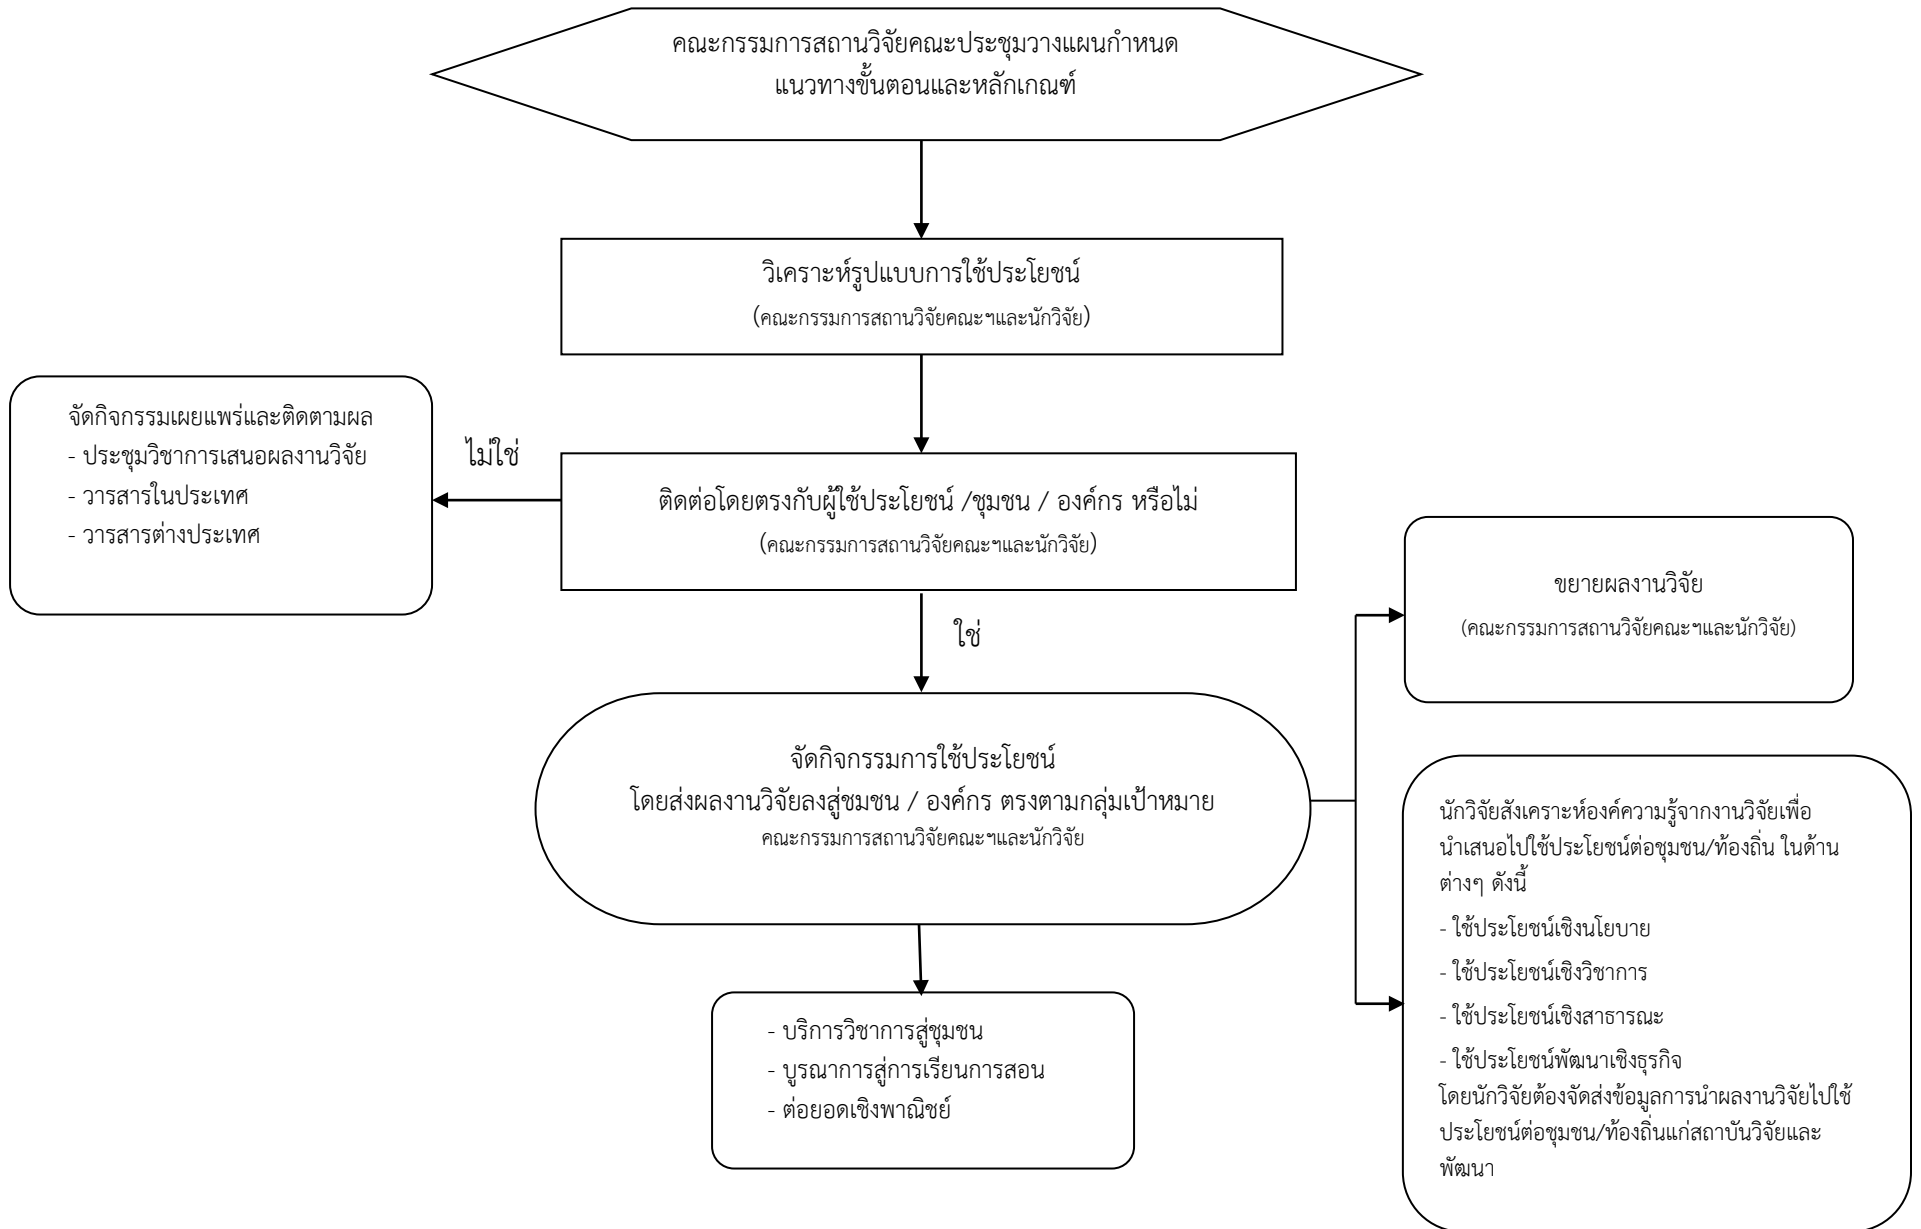 คณะกรรมการสถานวิจัยคณะประชุมวางแผนกำหนด
แนวทางขั้นตอนและหลักเกณฑ์
วิเคราะห์รูปแบบการใช้ประโยชน์
(คณะกรรมการสถานวิจัยคณะฯและนักวิจัย)
จัดกิจกรรมเผยแพร่และติดตามผล
- ประชุมวิชาการเสนอผลงานวิจัย
- วารสารในประเทศ
- วารสารต่างประเทศ
ไม่ใช่
ติดต่อโดยตรงกับผู้ใช้ประโยชน์ /ชุมชน / องค์กร หรือไม่
(คณะกรรมการสถานวิจัยคณะฯและนักวิจัย)
ใช่
ขยายผลงานวิจัย
(คณะกรรมการสถานวิจัยคณะฯและนักวิจัย)
จัดกิจกรรมการใช้ประโยชน์
โดยส่งผลงานวิจัยลงสู่ชุมชน / องค์กร ตรงตามกลุ่มเป้าหมาย
คณะกรรมการสถานวิจัยคณะฯและนักวิจัย
นักวิจัยสังเคราะห์องค์ความรู้จากงานวิจัยเพื่อ
นำเสนอไปใช้ประโยชน์ต่อชุมชน/ท้องถิ่น ในด้าน
ต่างๆ ดังนี้
- ใช้ประโยชน์เชิงนโยบาย
- ใช้ประโยชน์เชิงวิชาการ
- ใช้ประโยชน์เชิงสาธารณะ
- ใช้ประโยชน์พัฒนาเชิงธุรกิจ
โดยนักวิจัยต้องจัดส่งข้อมูลการนำผลงานวิจัยไปใช้
ประโยชน์ต่อชุมชน/ท้องถิ่นแก่สถาบันวิจัยและ
พัฒนา
- บริการวิชาการสู่ชุมชน
- บูรณาการสู่การเรียนการสอน
- ต่อยอดเชิงพาณิชย์